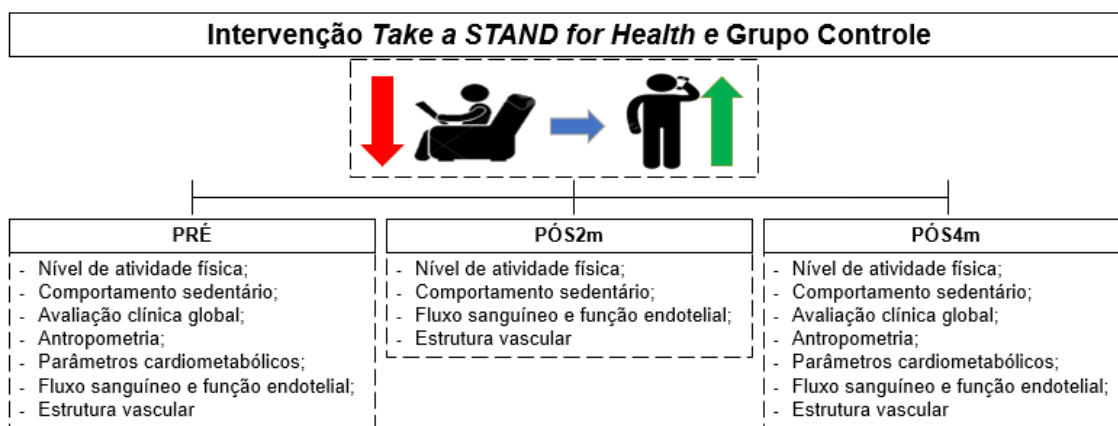 Intervenção Take a STAND for Health e Grupo Controle
PRÉ
- Nível de atividade física;
- Comportamento sedentário;
- Avaliação clínica global;
- Antropometria;
- Parâmetros cardiometabólicos;
- Fluxo sanguíneo e função endotelial;
- Estrutura vascular
PÓS2m
- Nível de atividade física;
- Comportamento sedentário;
- Fluxo sanguíneo e função endotelial;
- Estrutura vascular
PÓS4m
- Nível de atividade física;
- Comportamento sedentário;
- Avaliação clínica global;
- Antropometria;
- Parâmetros cardiometabólicos;
- Fluxo sanguíneo e função endotelial;
- Estrutura vascular